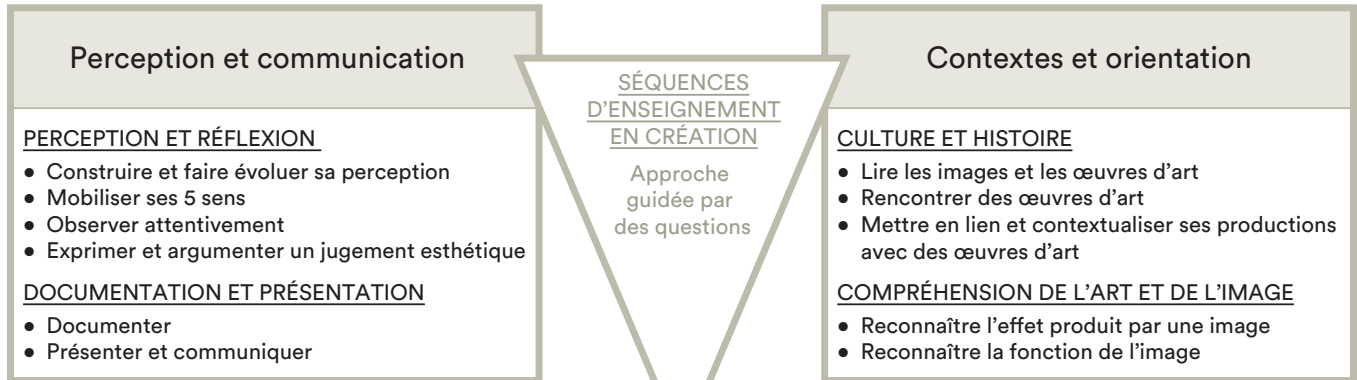 Perception et communication
PERCEPTION ET RÉFLEXION
• Construire et faire évoluer sa perception
• Mobiliser ses 5 sens
• Observer attentivement
• Exprimer et argumenter un jugement esthétique
DOCUMENTATION ET PRÉSENTATION
• Documenter
• Présenter et communiquer
SÉQUENCES
D’ENSEIGNEMENT
EN CRÉATION
Approche
guidée par
des questions
Contextes et orientation
CULTURE ET HISTOIRE
• Lire les images et les œuvres d’art
• Rencontrer des œuvres d’art
• Mettre en lien et contextualiser ses productions
avec des œuvres d’art
COMPRÉHENSION DE L’ART ET DE L’IMAGE
• Reconnaître l’effet produit par une image
• Reconnaître la fonction de l’image